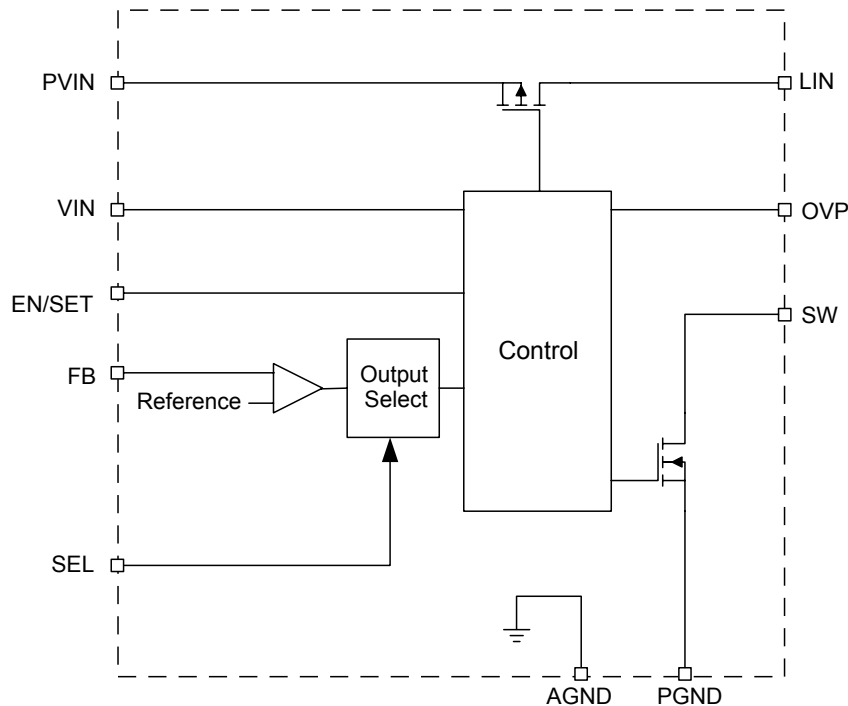 PVIN
LIN
VIN
OVP
EN/SET
SW
Control
FB
Output
Select
Reference
SEL
AGND
PGND